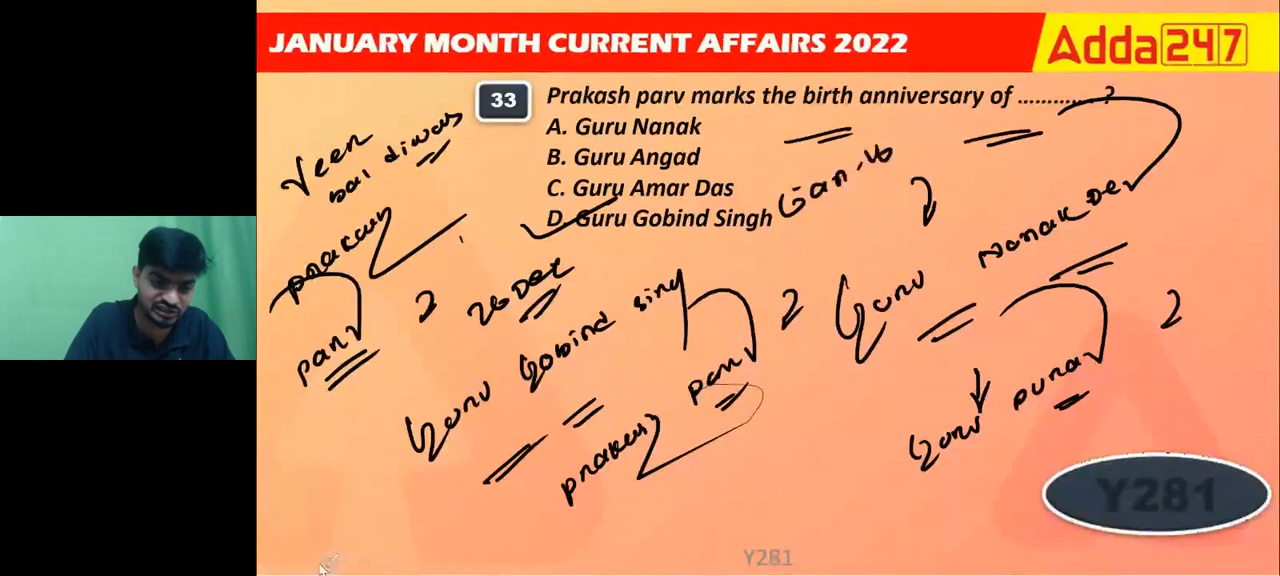 JANUARY MONTH CURRENT AFFAIRS 2022
Adda247
33
Prakash parv marks the birth anniversary of ............?
A. Guru Nanak
B. Guru Angad
C. Guru Amar Das
D. Guru Gobind Singh
Veer
bal diwas
prakash
parv
26 Dec
Guru Gobind Sing
prakash
parv
Guru
Nanak Dev
Guru purav
Y281
Y281